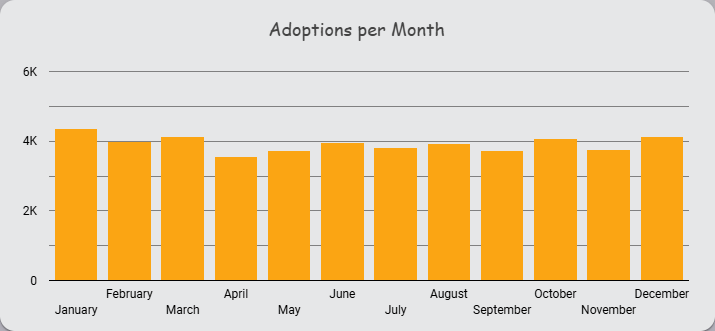 Adoptions per Month
6K
4K
2K
0
January
February
March
April
May
June
July
August
September
October
November
December